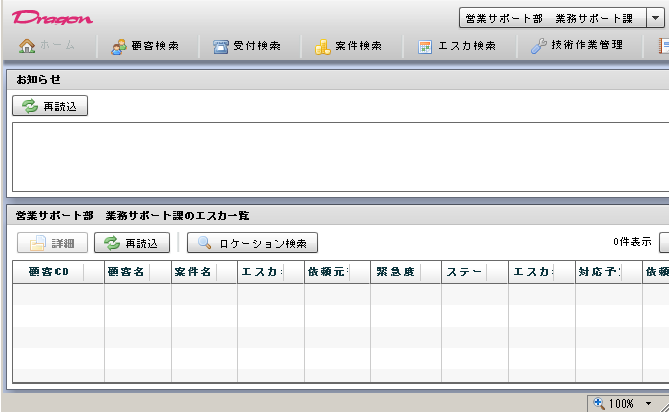 Dragon
営業サポート部　業務サポート課
ホーム 顧客検索 受付検索 案件検索 エスカ検索 技術作業管理
お知らせ
再読込
営業サポート部　業務サポート課のエスカ一覧
詳細 再読込 ロケーション検索 0件表示
顧客CD 顧客名 案件名 エスカ 依頼元 緊急度 ステー エスカ 対応予 依頼
100%